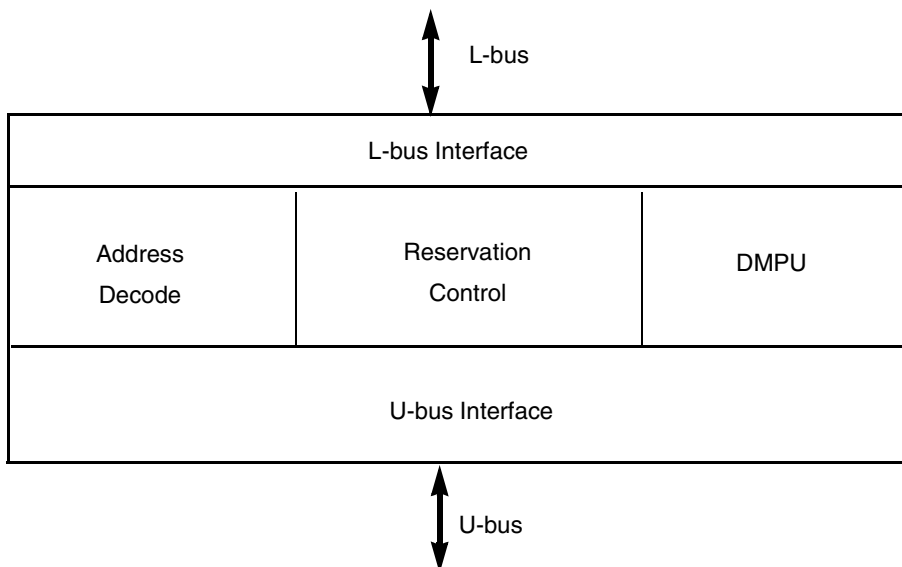 L-bus
L-bus Interface
Address
Decode
Reservation
Control
DMPU
U-bus Interface
U-bus